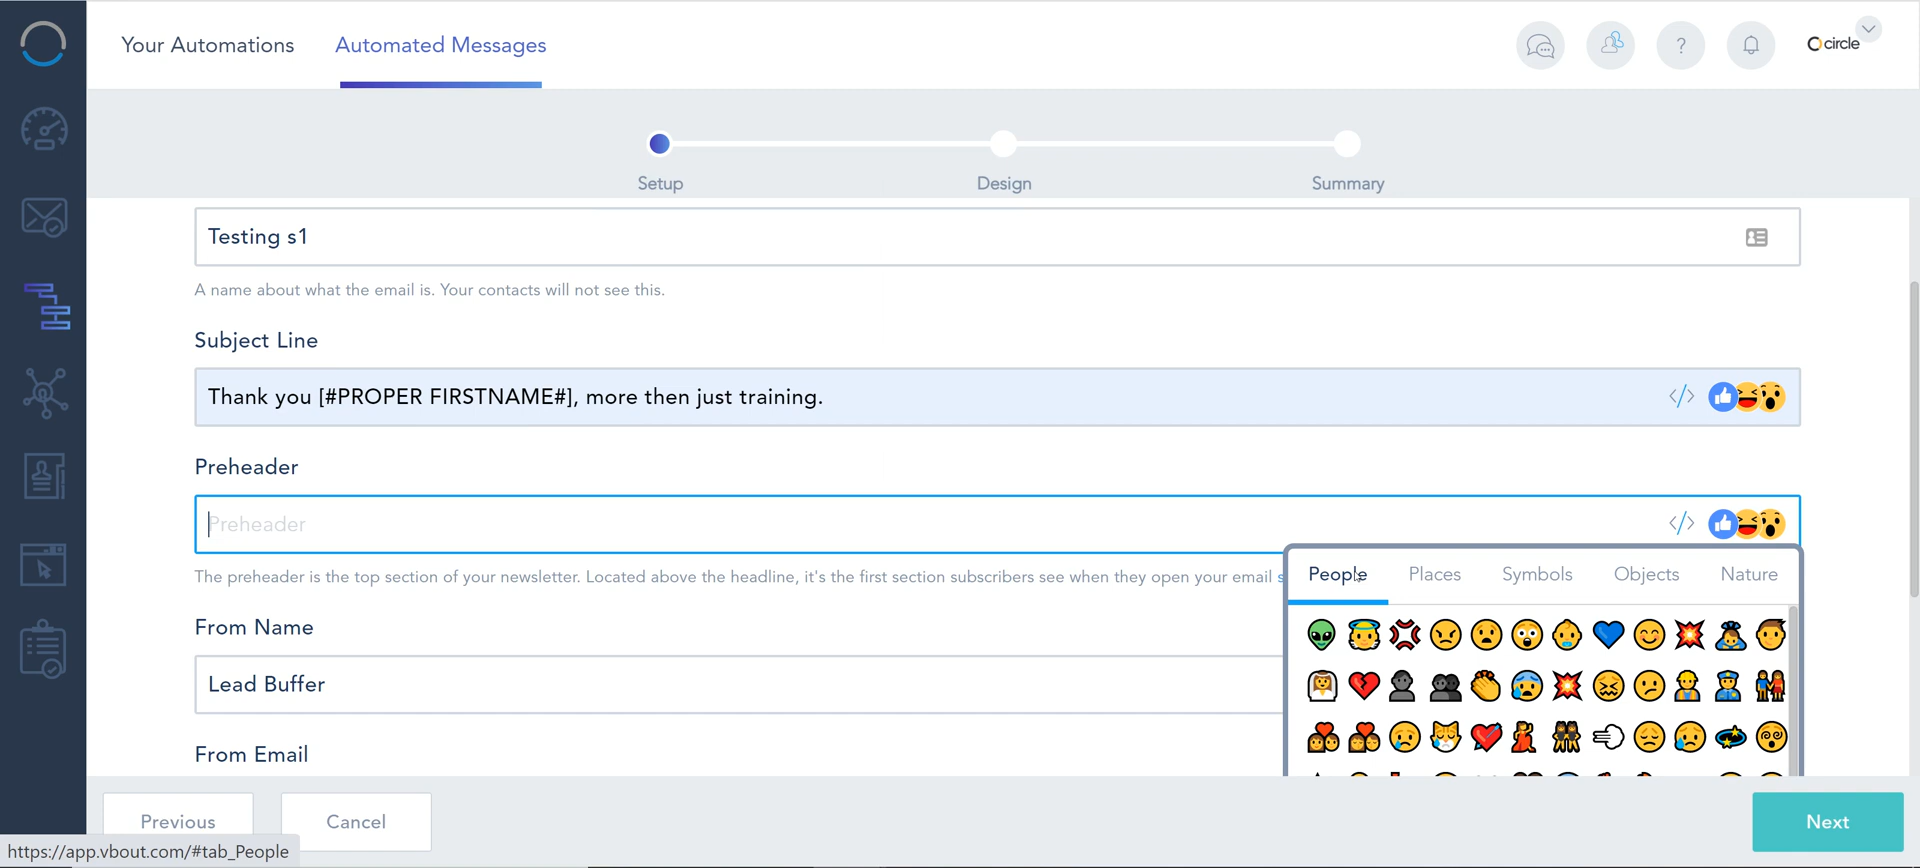 Your Automations
Automated Messages
?
circle
Setup
Design
Summary
Testing s1
A name about what the email is. Your contacts will not see this.
Subject Line
Thank you [#PROPER FIRSTNAME#], more then just training.
</>
Preheader
Preheader
</>
The preheader is the top section of your newsletter. Located above the headline, it's the first section subscribers see when they open your email s
People
Places
Symbols
Objects
Nature
From Name
Lead Buffer
From Email
Previous
Cancel
Next
https://app.vbout.com/#tab_People